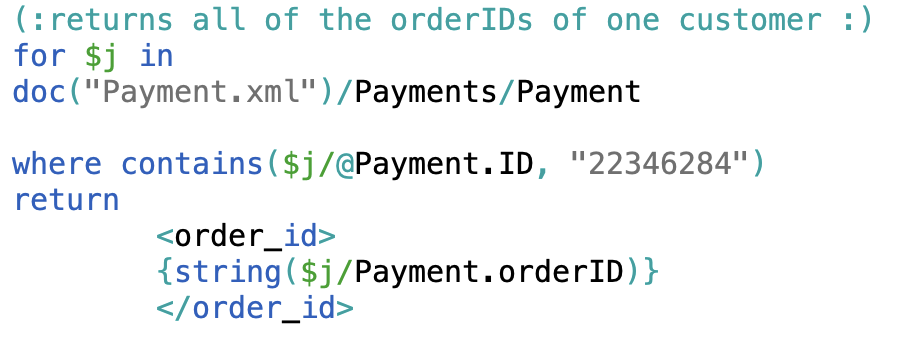 (:returns all of the orderIDs of one customer :)
for $j in
doc("Payment.xml")/Payments/Payment
where contains($j/@Payment.ID, "22346284")
return
<order_id>
{string($j/Payment.orderID)}
</order_id>